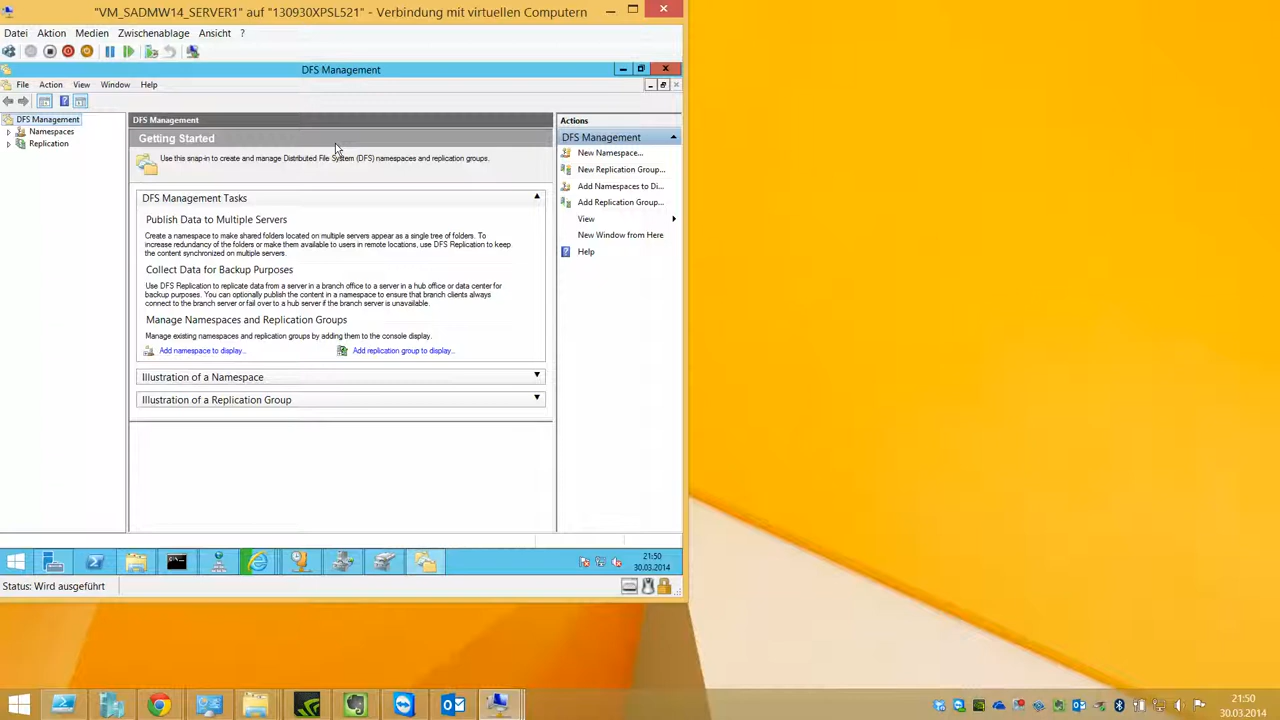 "VM_SADMW14_SERVER1" auf "130930XPSL521" - Verbindung mit virtuellen Computern
Datei Aktion Medien Zwischenablage Ansicht ?
DFS Management
File Action View Window Help
DFS Management
Namespaces
Replication
DFS Management
Getting Started
Use this snap-in to create and manage Distributed File System (DFS) namespaces and replication groups.
DFS Management Tasks
Publish Data to Multiple Servers
Create a namespace to make shared folders located on multiple servers appear as a single tree of folders. To
increase redundancy of the folders or make them available to users in remote locations, use DFS Replication to keep
the content synchronized on multiple servers.
Collect Data for Backup Purposes
Use DFS Replication to replicate data from a server in a branch office to a server in a hub office or data center for
backup purposes. You can optionally publish the content in a namespace to ensure that branch clients always
connect to the branch server or fail over to a hub server if the branch server is unavailable.
Manage Namespaces and Replication Groups
Manage existing namespaces and replication groups by adding them to the console display.
Add namespace to display...
Add replication group to display...
Illustration of a Namespace
Illustration of a Replication Group
Actions
DFS Management
New Namespace...
New Replication Group...
Add Namespaces to Di...
Add Replication Group...
View
New Window from Here
Help
21:50
30.03.2014
Status: Wird ausgeführt
21:50
30.03.2014